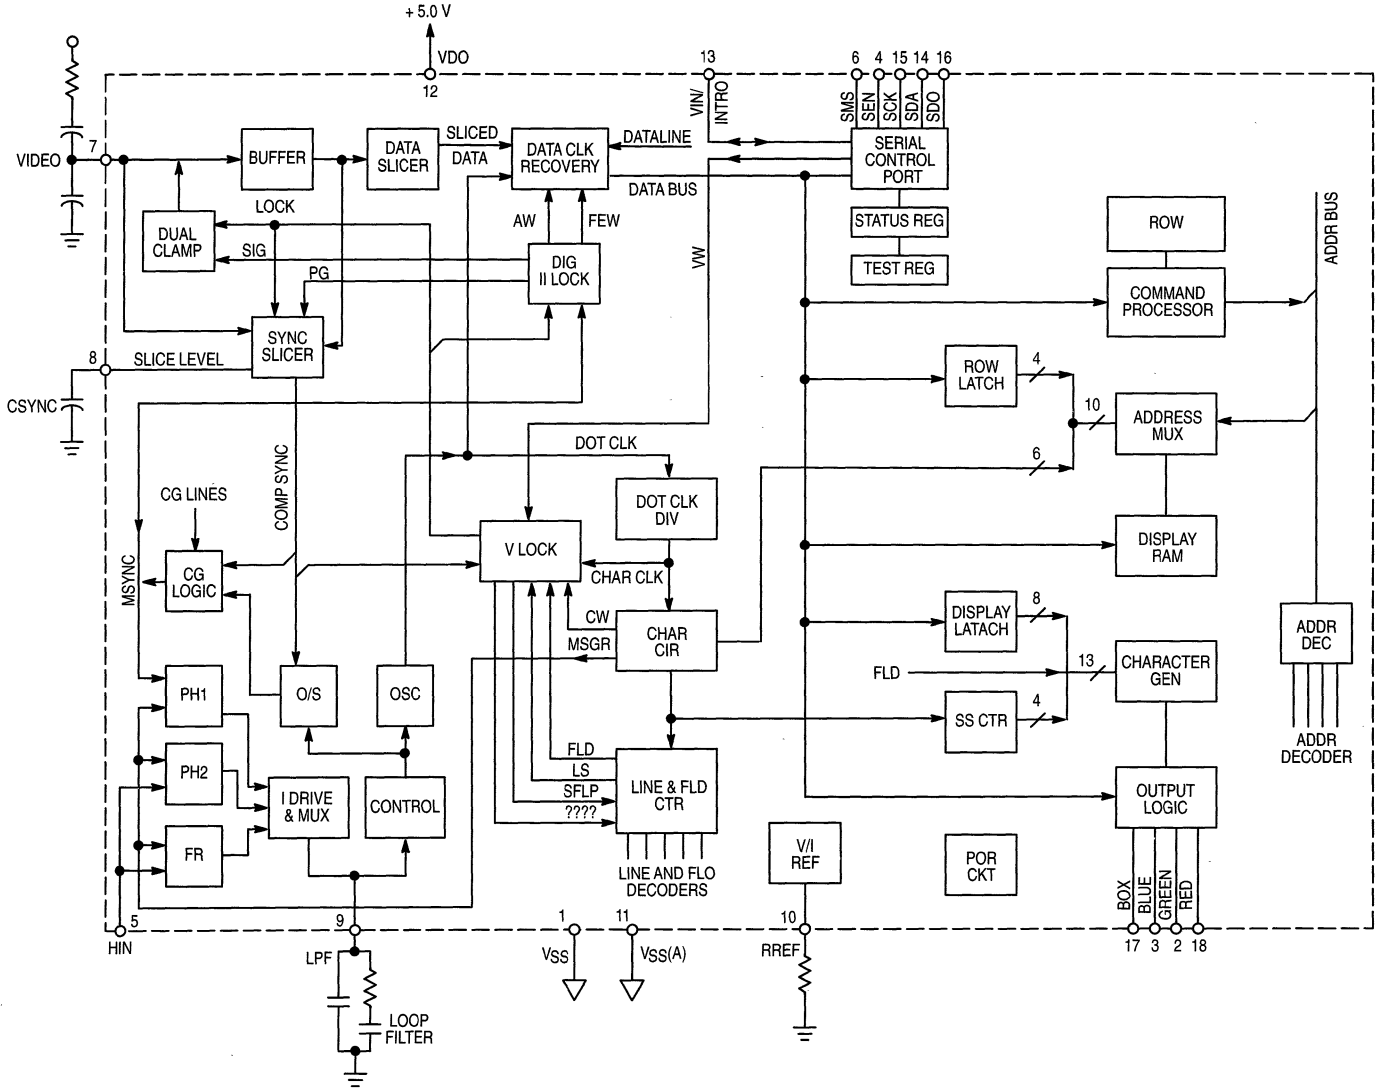 + 5.0 V
VDO
12
13
VIN/
INTRO
6 4 15 14 16
SMS
SEN
SCK
SDA
SDO
VIDEO
7
BUFFER
DATA
SLICER
SLICED
DATA
DATA CLK
RECOVERY
DATALINE
SERIAL
CONTROL
PORT
DATA BUS
STATUS REG
TEST REG
ROW
ADDR BUS
LOCK
DUAL
CLAMP
SIG
PG
AW
FEW
DIG
II LOCK
VW
COMMAND
PROCESSOR
SYNC
SLICER
8
SLICE LEVEL
CSYNC
ROW
LATCH
4
10
ADDRESS
MUX
6
DOT CLK
COMP SYNC
CG LINES
DOT CLK
DIV
V LOCK
DISPLAY
RAM
MSYNC
CG
LOGIC
CHAR CLK
CW
MSGR
CHAR
CIR
DISPLAY
LATACH
8
FLD
13
CHARACTER
GEN
ADDR
DEC
PH1
O/S
OSC
SS CTR
4
ADDR
DECODER
PH2
I DRIVE
& MUX
CONTROL
FLD
LS
SFLP
????
LINE & FLD
CTR
OUTPUT
LOGIC
FR
LINE AND FLO
DECODERS
V/I
REF
POR
CKT
BOX
BLUE
GREEN
RED
5
HIN
9
1
VSS
11
VSS(A)
10
RREF
17 3 2 18
LPF
LOOP
FILTER